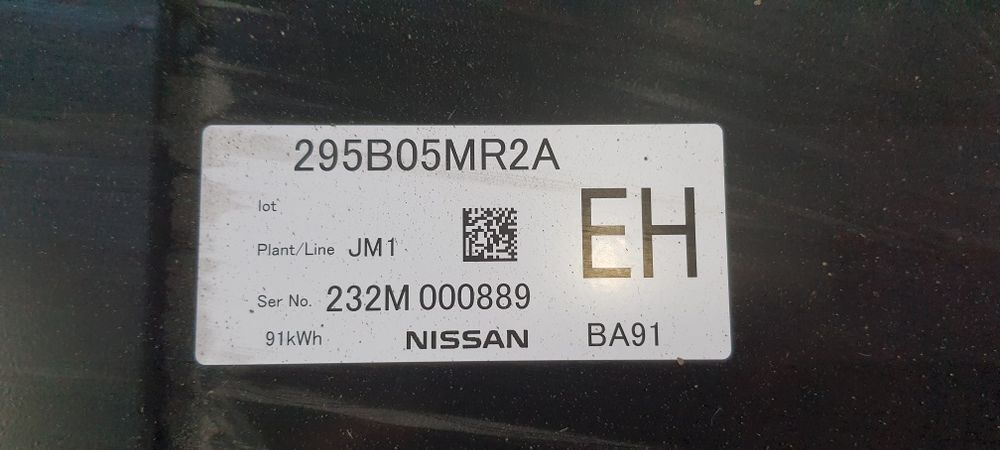 295B05MR2A
lot
EH
Plant/Line JM1
Ser No. 232M 000889
91kWh NISSAN BA91